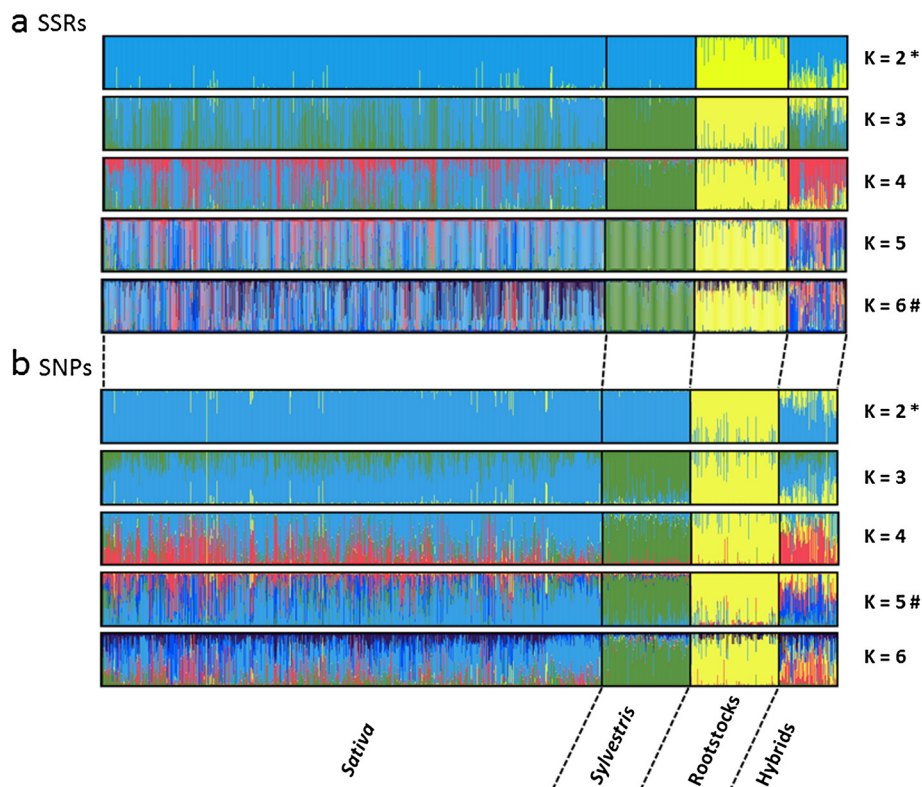 a SSRs
K = 2 *
K = 3
K = 4
K = 5
K = 6 #
b SNPs
K = 2 *
K = 3
K = 4
K = 5 #
K = 6
Sativa
Sylvestris
Rootstocks
Hybrids